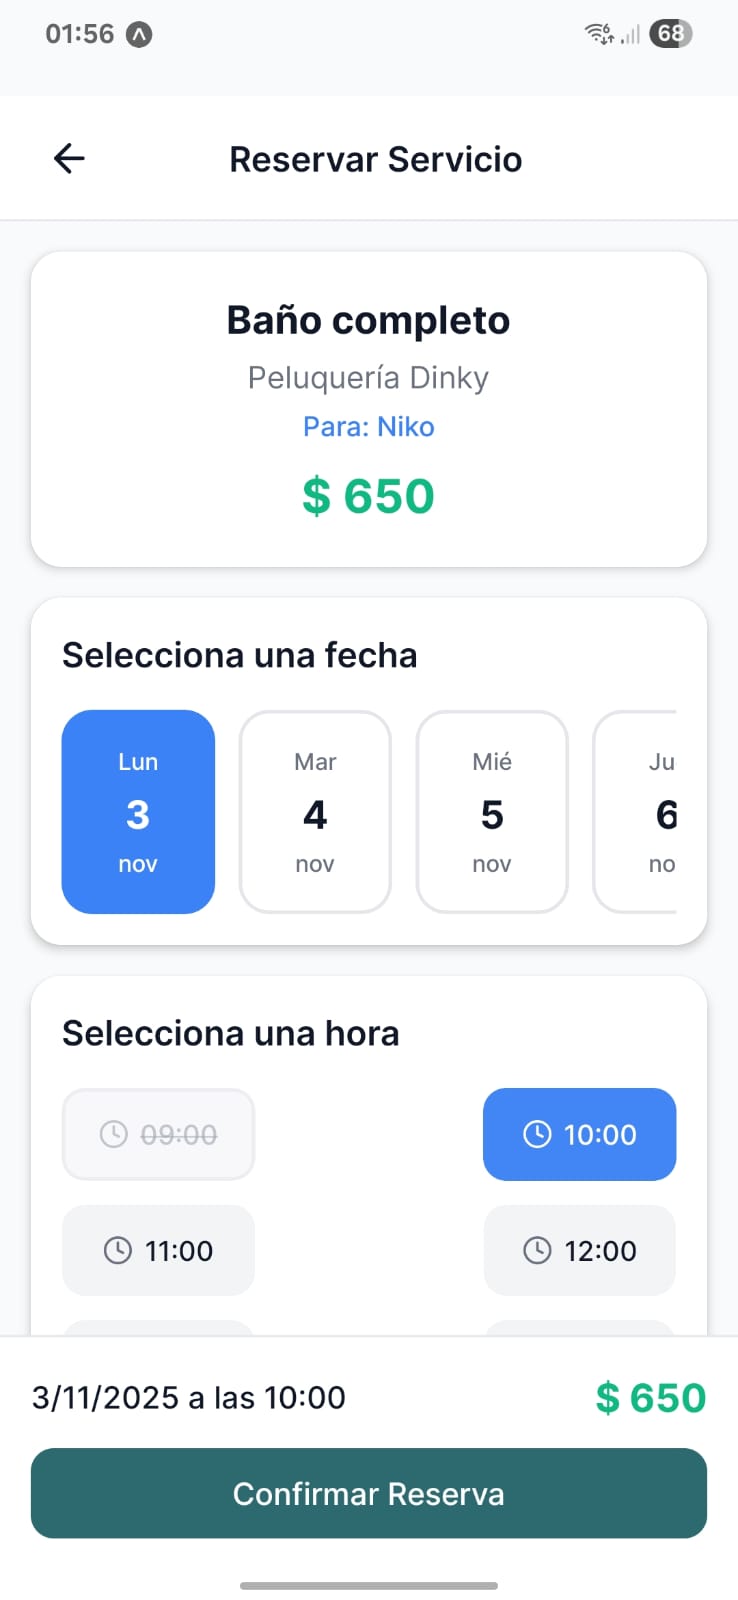 01:56
68
Reservar Servicio
Baño completo
Peluquería Dinky
Para: Niko
$ 650
Selecciona una fecha
Lun Mar Mié Ju
3 4 5 6
nov nov nov no
Selecciona una hora
09:00 10:00
11:00 12:00
3/11/2025 a las 10:00 $ 650
Confirmar Reserva